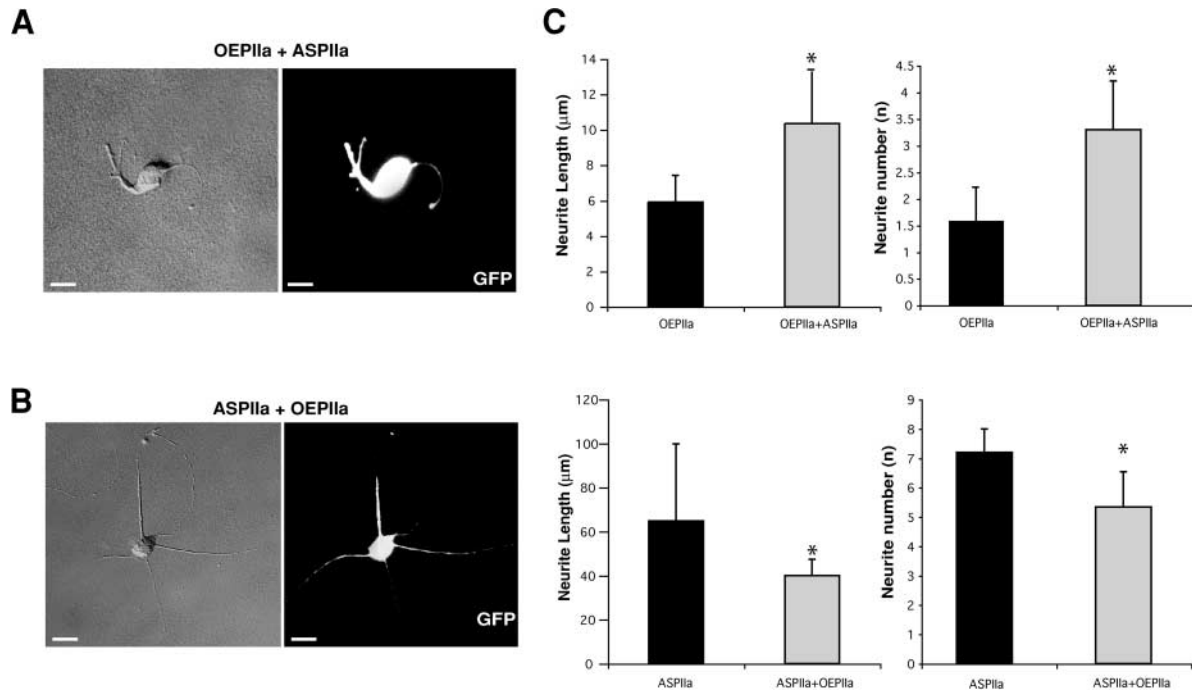 A
OEPIIa + ASPIIa
GFP
B
ASPIIa + OEPIIa
GFP
C
Neurite Length (µm)
14
12
10
8
6
4
2
0
*
OEPIIa
OEPIIa+ASPIIa
Neurite number (n)
4.5
4
3.5
3
2.5
2
1.5
1
0.5
0
*
OEPIIa
OEPIIa+ASPIIa
Neurite Length (µm)
120
100
80
60
40
20
0
*
ASPIIa
ASPIIa+OEPIIa
Neurite number (n)
9
8
7
6
5
4
3
2
1
0
*
ASPIIa
ASPIIa+OEPIIa